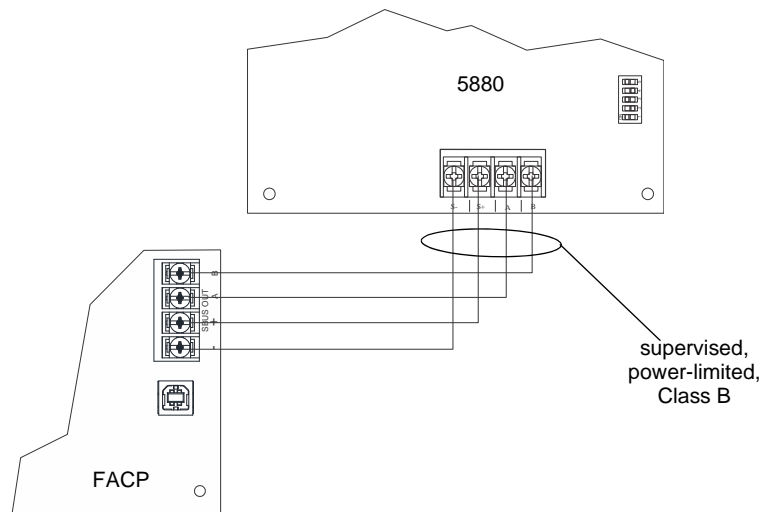 5880
S- | S+ | A | B
B
A
+
-
SBUS OUT
supervised,
power-limited,
Class B
FACP